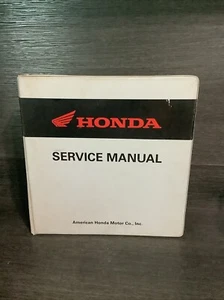 HONDA
SERVICE MANUAL
American Honda Motor Co., Inc.